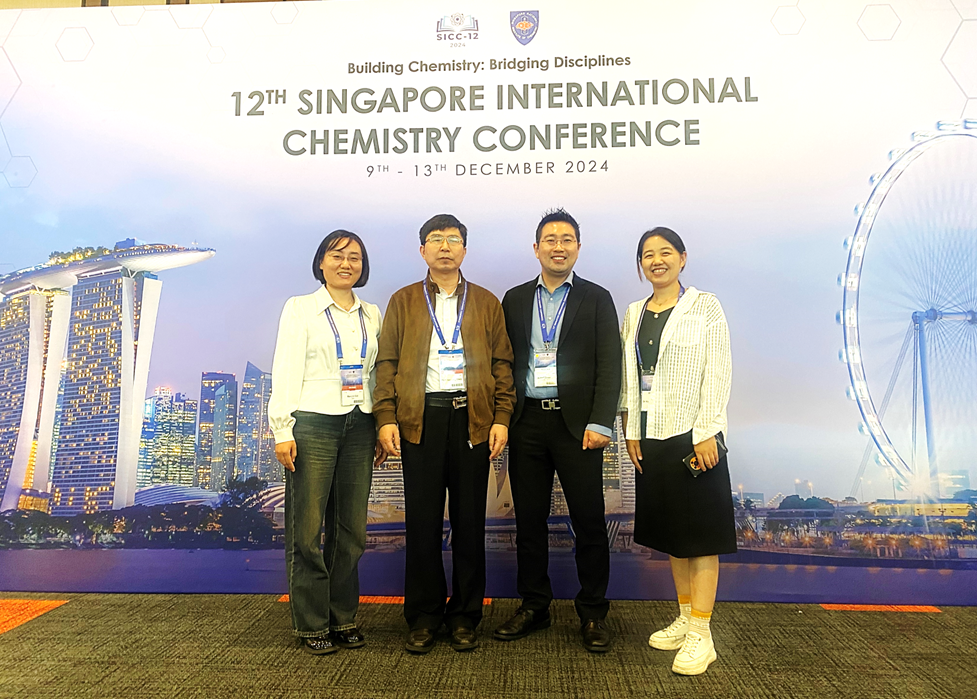 SICC-12
2024
Building Chemistry: Bridging Disciplines
12TH SINGAPORE INTERNATIONAL
CHEMISTRY CONFERENCE
9TH - 13TH DECEMBER 2024